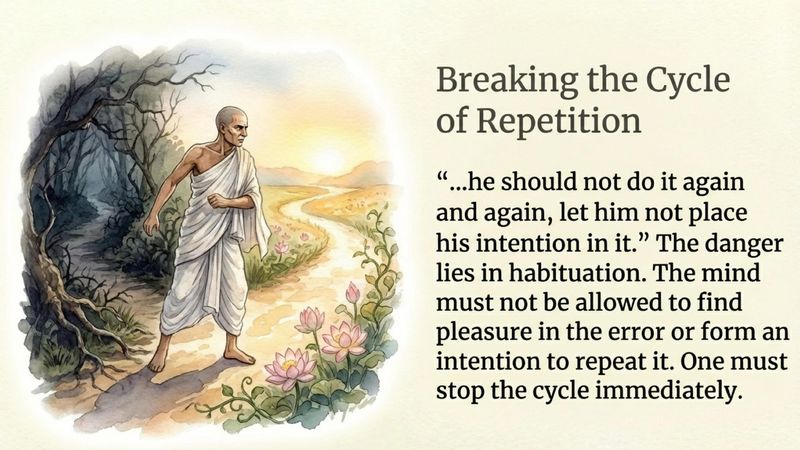 Breaking the Cycle
of Repetition
“...he should not do it again
and again, let him not place
his intention in it.” The danger
lies in habituation. The mind
must not be allowed to find
pleasure in the error or form an
intention to repeat it. One must
stop the cycle immediately.